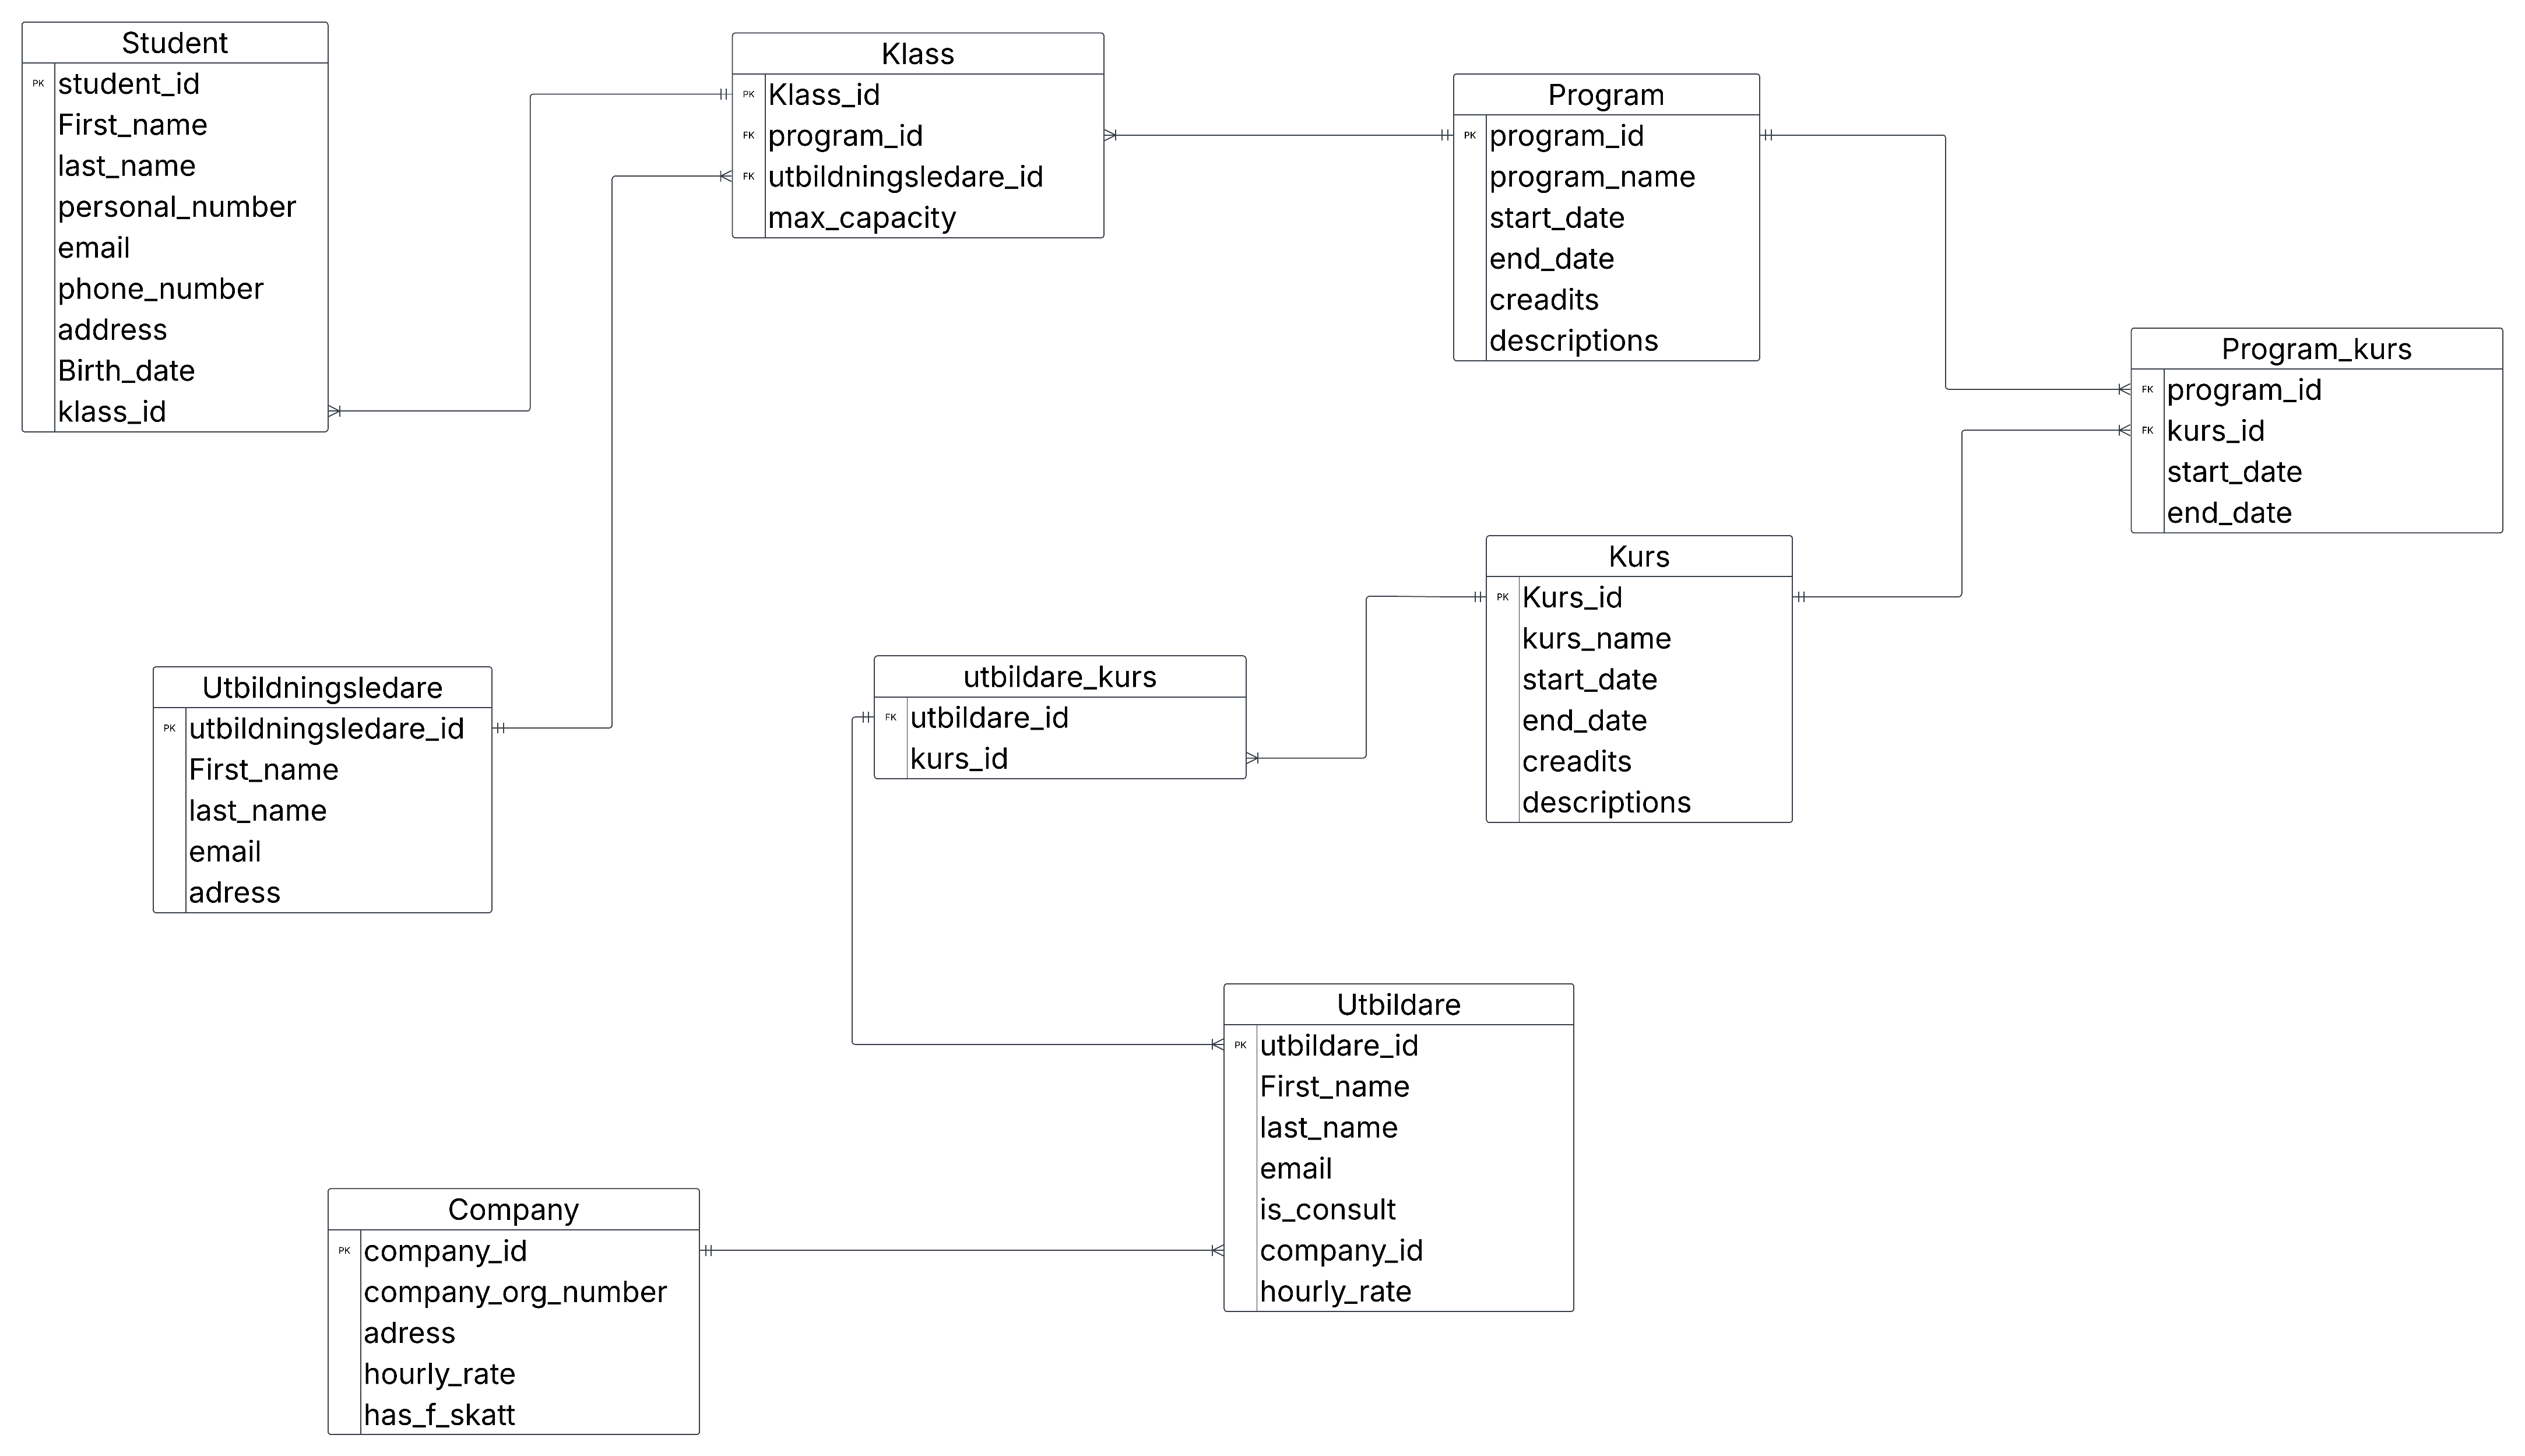 Student
PK student_id
First_name
last_name
personal_number
email
phone_number
address
Birth_date
klass_id
Klass
PK Klass_id
FK program_id
FK utbildningsledare_id
max_capacity
Program
PK program_id
program_name
start_date
end_date
creadits
descriptions
Program_kurs
FK program_id
FK kurs_id
start_date
end_date
Kurs
PK Kurs_id
kurs_name
start_date
end_date
creadits
descriptions
utbildare_kurs
FK utbildare_id
kurs_id
Utbildningsledare
PK utbildningsledare_id
First_name
last_name
email
adress
Utbildare
PK utbildare_id
First_name
last_name
email
is_consult
company_id
hourly_rate
Company
PK company_id
company_org_number
adress
hourly_rate
has_f_skatt